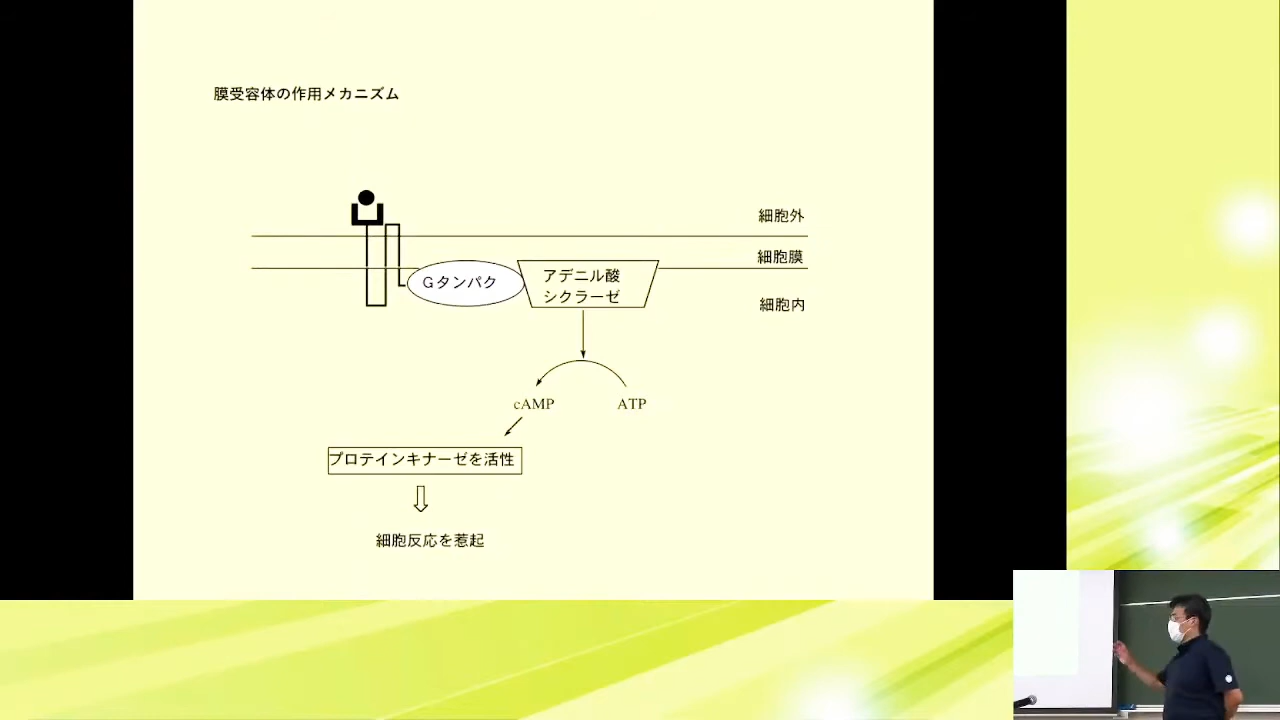 膜受容体の作用メカニズム
細胞外
細胞膜
Gタンパク
アデニル酸
シクラーゼ
細胞内
cAMP
ATP
プロテインキナーゼを活性
細胞反応を惹起